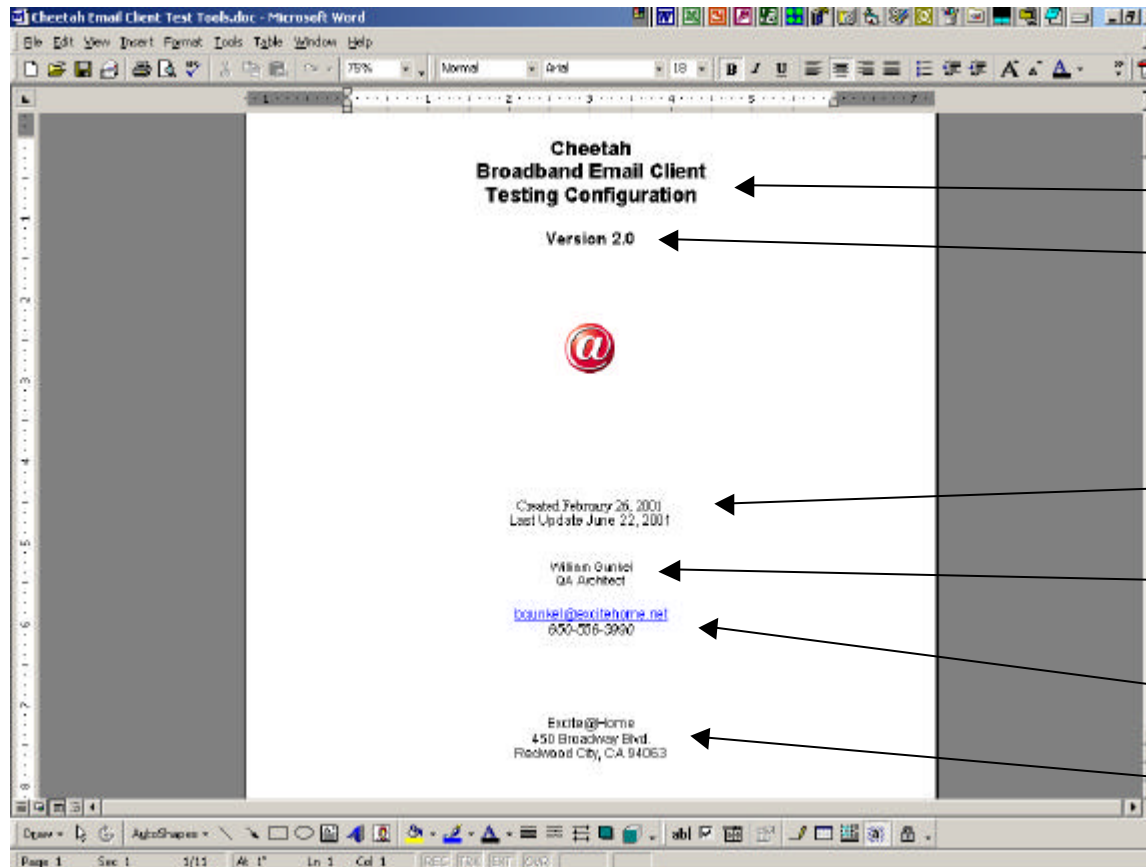 Cheetah Email Client Test Tools.doc - Microsoft Word
File Edit View Insert Format Tools Table Window Help
75% Normal Arial 18 B I U
Cheetah
Broadband Email Client
Testing Configuration
Version 2.0
@
Created February 26, 2001
Last Update June 22, 2001
William Gunkel
QA Architect
bgunkel@excitehome.net
Excite@Home
450 Broadway Blvd.
Redwood City, CA 94063
Draw AutoShapes
Page 1 Sec 1 1/11 At 1" Ln 1 Col 1 REC TRK EXT OVR